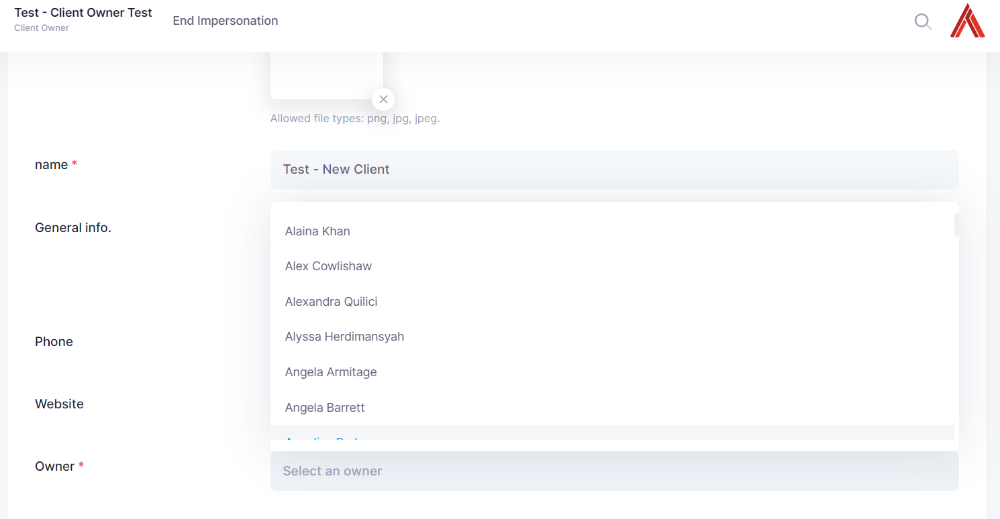 Test - Client Owner Test
Client Owner
End Impersonation
Allowed file types: png, jpg, jpeg.
name *
Test - New Client
General info.
Alaina Khan
Alex Cowlishaw
Alexandra Quilici
Alyssa Herdimansyah
Phone
Angela Armitage
Website
Angela Barrett
Owner *
Select an owner